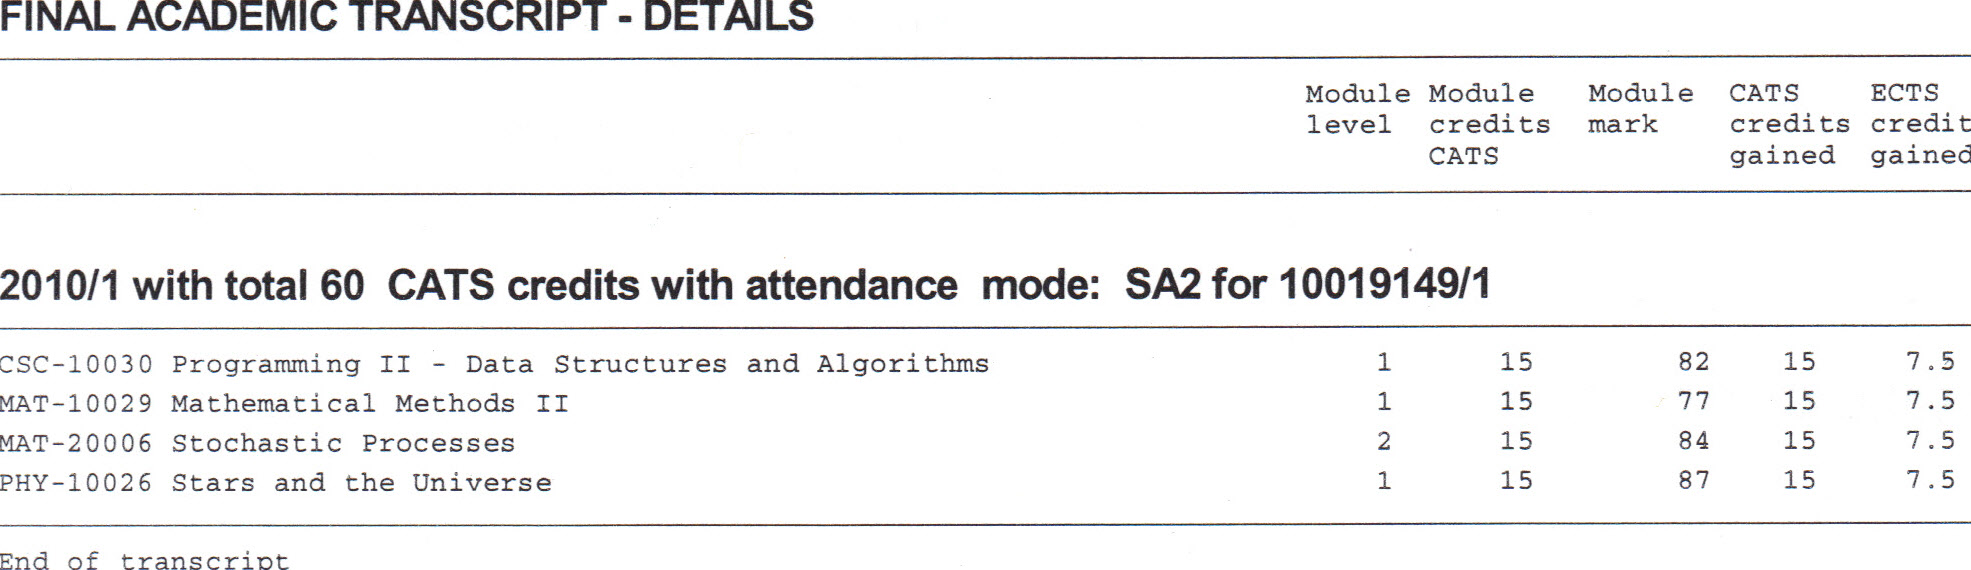 FINAL ACADEMIC TRANSCRIPT - DETAILS
Module Module Module CATS ECTS
level credits mark credits credit
CATS gained gained
2010/1 with total 60 CATS credits with attendance mode: SA2 for 10019149/1
CSC-10030 Programming II - Data Structures and Algorithms 1 15 82 15 7.5
MAT-10029 Mathematical Methods II 1 15 77 15 7.5
MAT-20006 Stochastic Processes 2 15 84 15 7.5
PHY-10026 Stars and the Universe 1 15 87 15 7.5
End of transcript